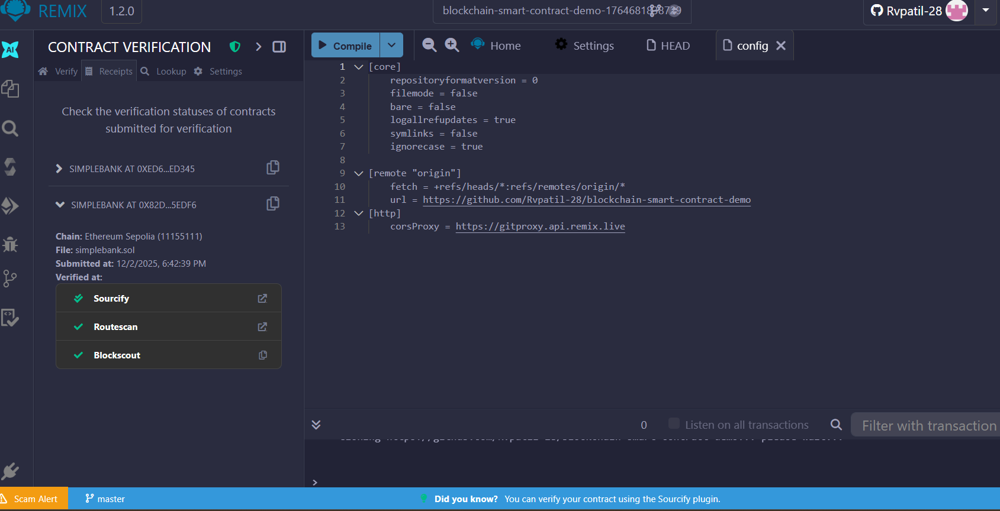 REMIX
1.2.0
blockchain-smart-contract-demo-
Rvpatil-28
AI
CONTRACT VERIFICATION
Verify
Receipts
Lookup
Settings
Check the verification statuses of contracts
submitted for verification
SIMPLEBANK AT 0XED6...ED345
SIMPLEBANK AT 0X82D...5EDF6
Chain: Ethereum Sepolia (11155111)
File: simplebank.sol
Submitted at: 12/2/2025, 6:42:39 PM
Verified at:
Sourcify
Routescan
Blockscout
Compile
Home
Settings
HEAD
config
1 [core]
2 repositoryformatversion = 0
3 filemode = false
4 bare = false
5 logallrefupdates = true
6 symlinks = false
7 ignorecase = true
8
9 [remote "origin"]
10 fetch = +refs/heads/*:refs/remotes/origin/*
11 url = https://github.com/Rvpatil-28/blockchain-smart-contract-demo
12 [http]
13 corsProxy = https://gitproxy.api.remix.live
0
Listen on all transactions
Filter with transaction
>
Scam Alert
master
Did you know? You can verify your contract using the Sourcify plugin.